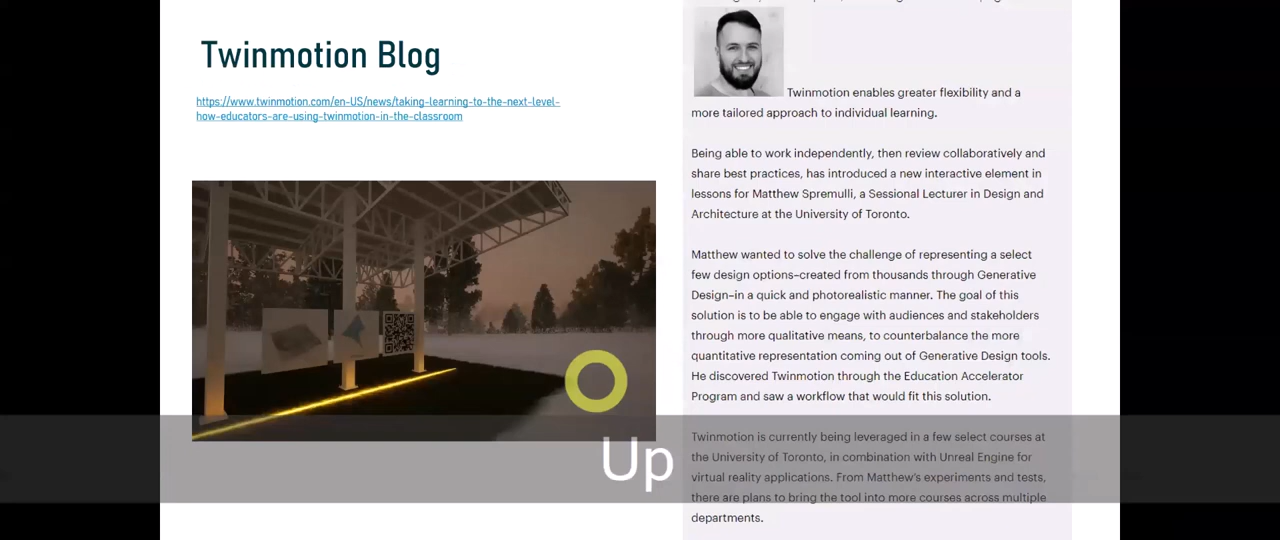 Twinmotion Blog
https://www.twinmotion.com/en-US/news/taking-learning-to-the-next-level-
how-educators-are-using-twinmotion-in-the-classroom
Twinmotion enables greater flexibility and a
more tailored approach to individual learning.
Being able to work independently, then review collaboratively and
share best practices, has introduced a new interactive element in
lessons for Matthew Spremulli, a Sessional Lecturer in Design and
Architecture at the University of Toronto.
Matthew wanted to solve the challenge of representing a select
few design options–created from thousands through Generative
Design–in a quick and photorealistic manner. The goal of this
solution is to be able to engage with audiences and stakeholders
through more qualitative means, to counterbalance the more
quantitative representation coming out of Generative Design tools.
He discovered Twinmotion through the Education Accelerator
Program and saw a workflow that would fit this solution.
Twinmotion is currently being leveraged in a few select courses at
the University of Toronto, in combination with Unreal Engine for
virtual reality applications. From Matthew's experiments and tests,
there are plans to bring the tool into more courses across multiple
departments.
Up